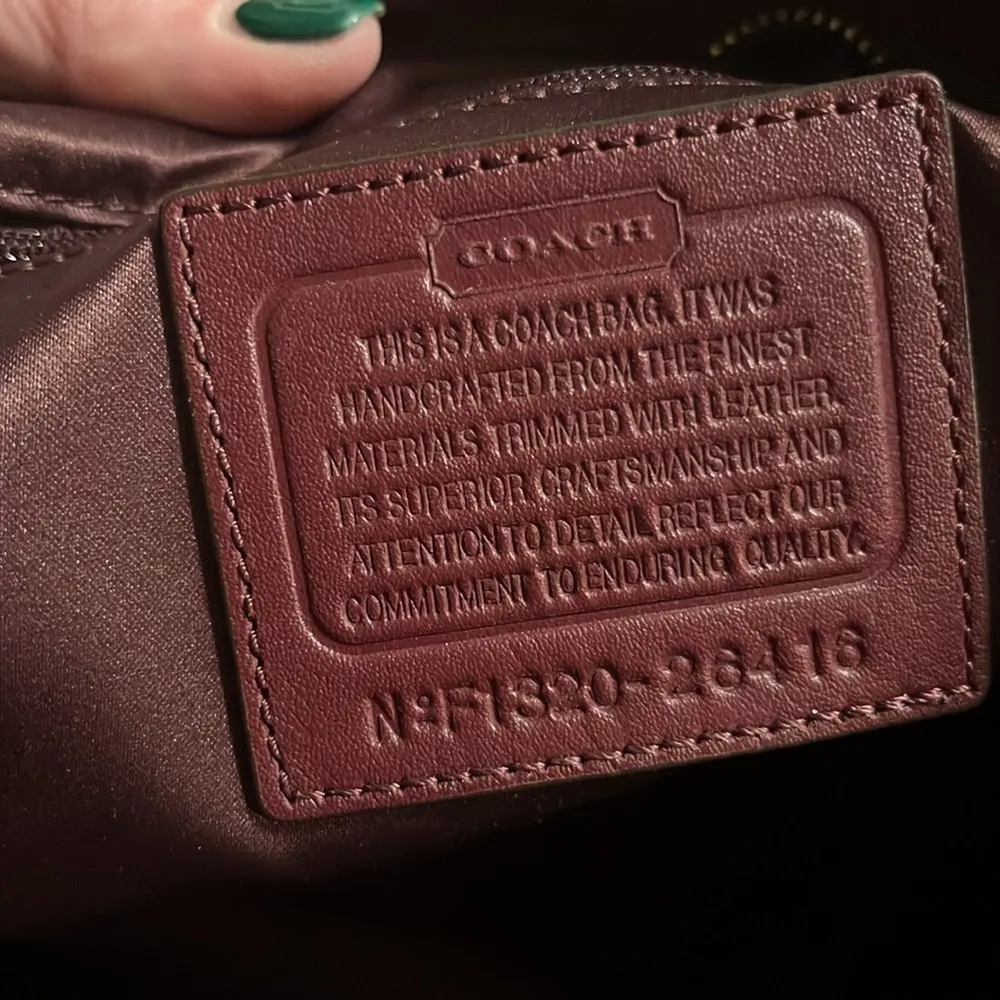 COACH
THIS IS A COACH BAG. IT WAS
HANDCRAFTED FROM THE FINEST
MATERIALS TRIMMED WITH LEATHER.
ITS SUPERIOR CRAFTSMANSHIP AND
ATTENTION TO DETAIL REFLECT OUR
COMMITMENT TO ENDURING QUALITY.
Nº F1320-26416